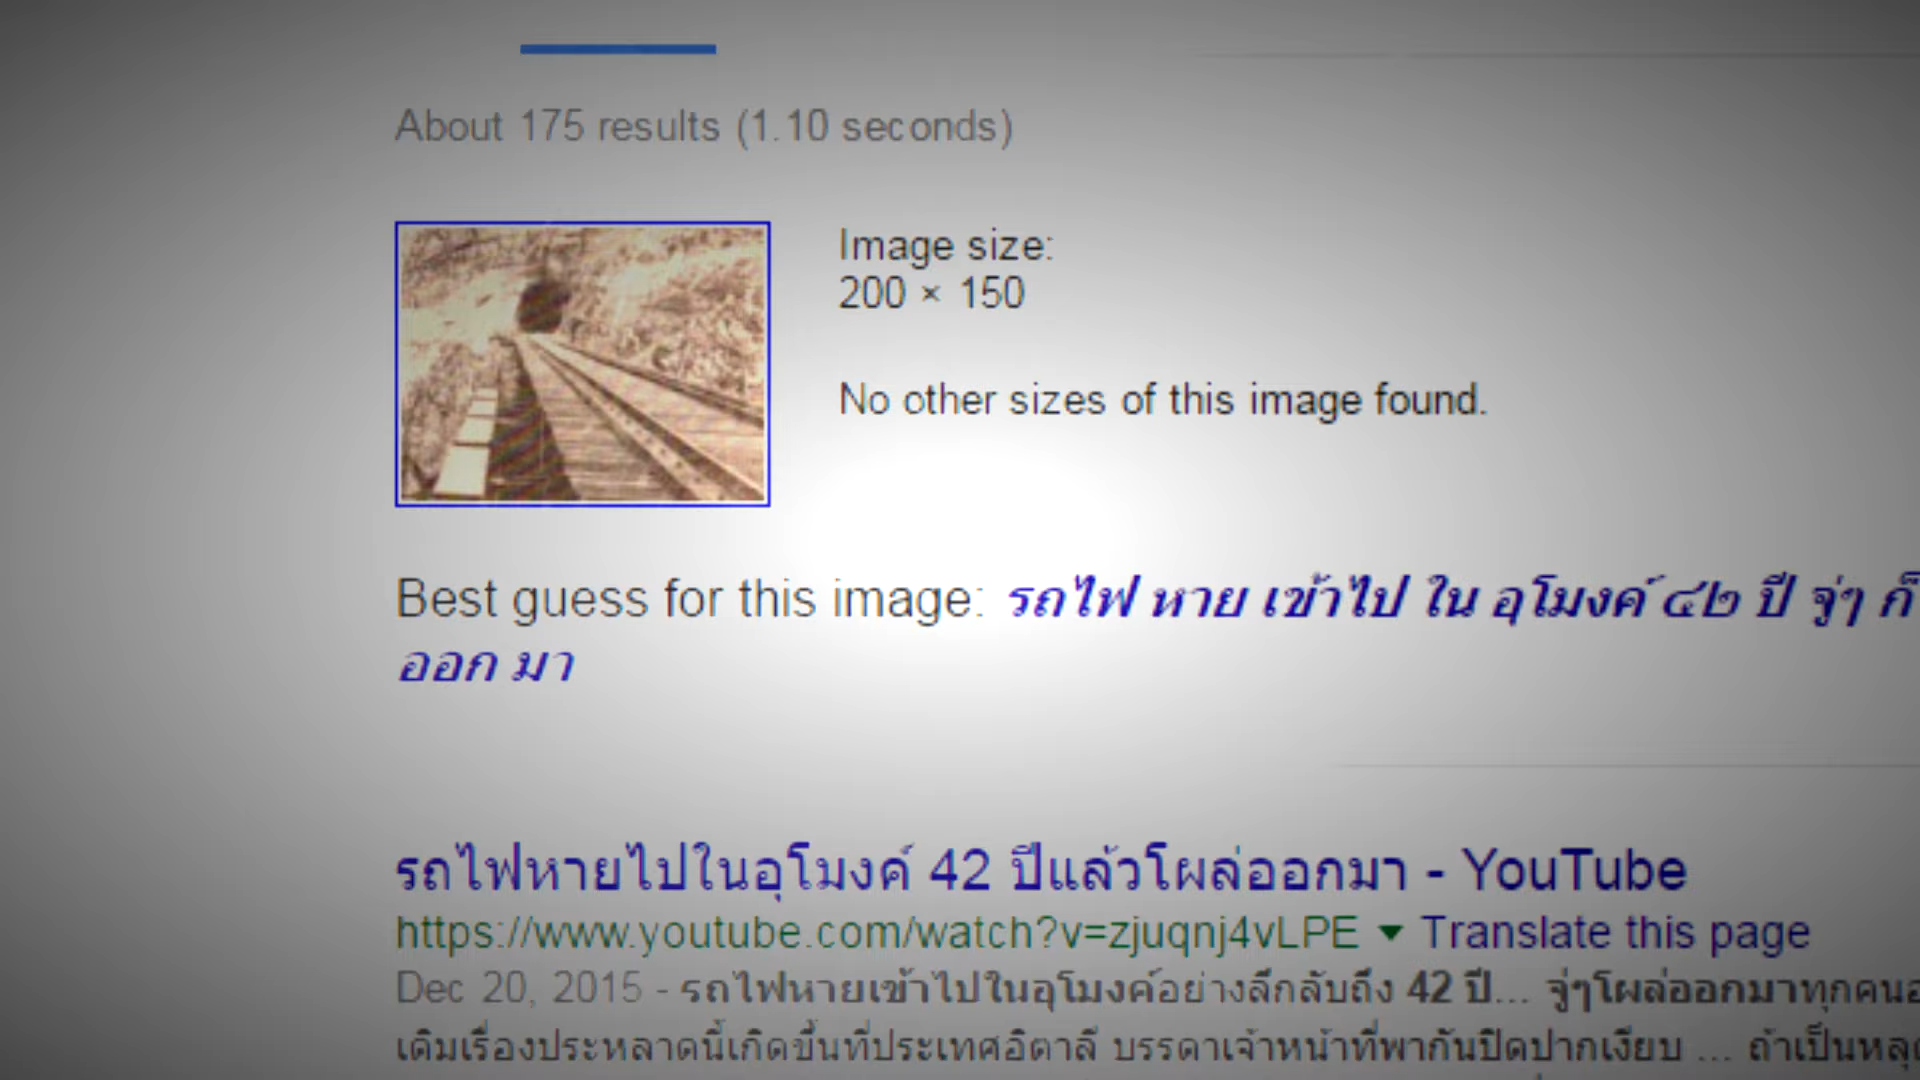 About 175 results (1.10 seconds)
Image size:
200 × 150
No other sizes of this image found.
Best guess for this image: รถไฟ หาย เข้าไป ใน อุโมงค์ ๔๒ ปี จู่ๆ ก็
ออก มา
รถไฟหายไปในอุโมงค์ 42 ปีแล้วโผล่ออกมา - YouTube
https://www.youtube.com/watch?v=zjuqnj4vLPE ▼ Translate this page
Dec 20, 2015 - รถไฟหายเข้าไปในอุโมงค์อย่างลึกลับถึง 42 ปี... จู่ๆโผล่ออกมาทุกคน
เดิมเรื่องประหลาดนี้เกิดขึ้นที่ประเทศอิตาลี บรรดาเจ้าหน้าที่พากันปิดปากเงียบ ... ถ้าเป็น